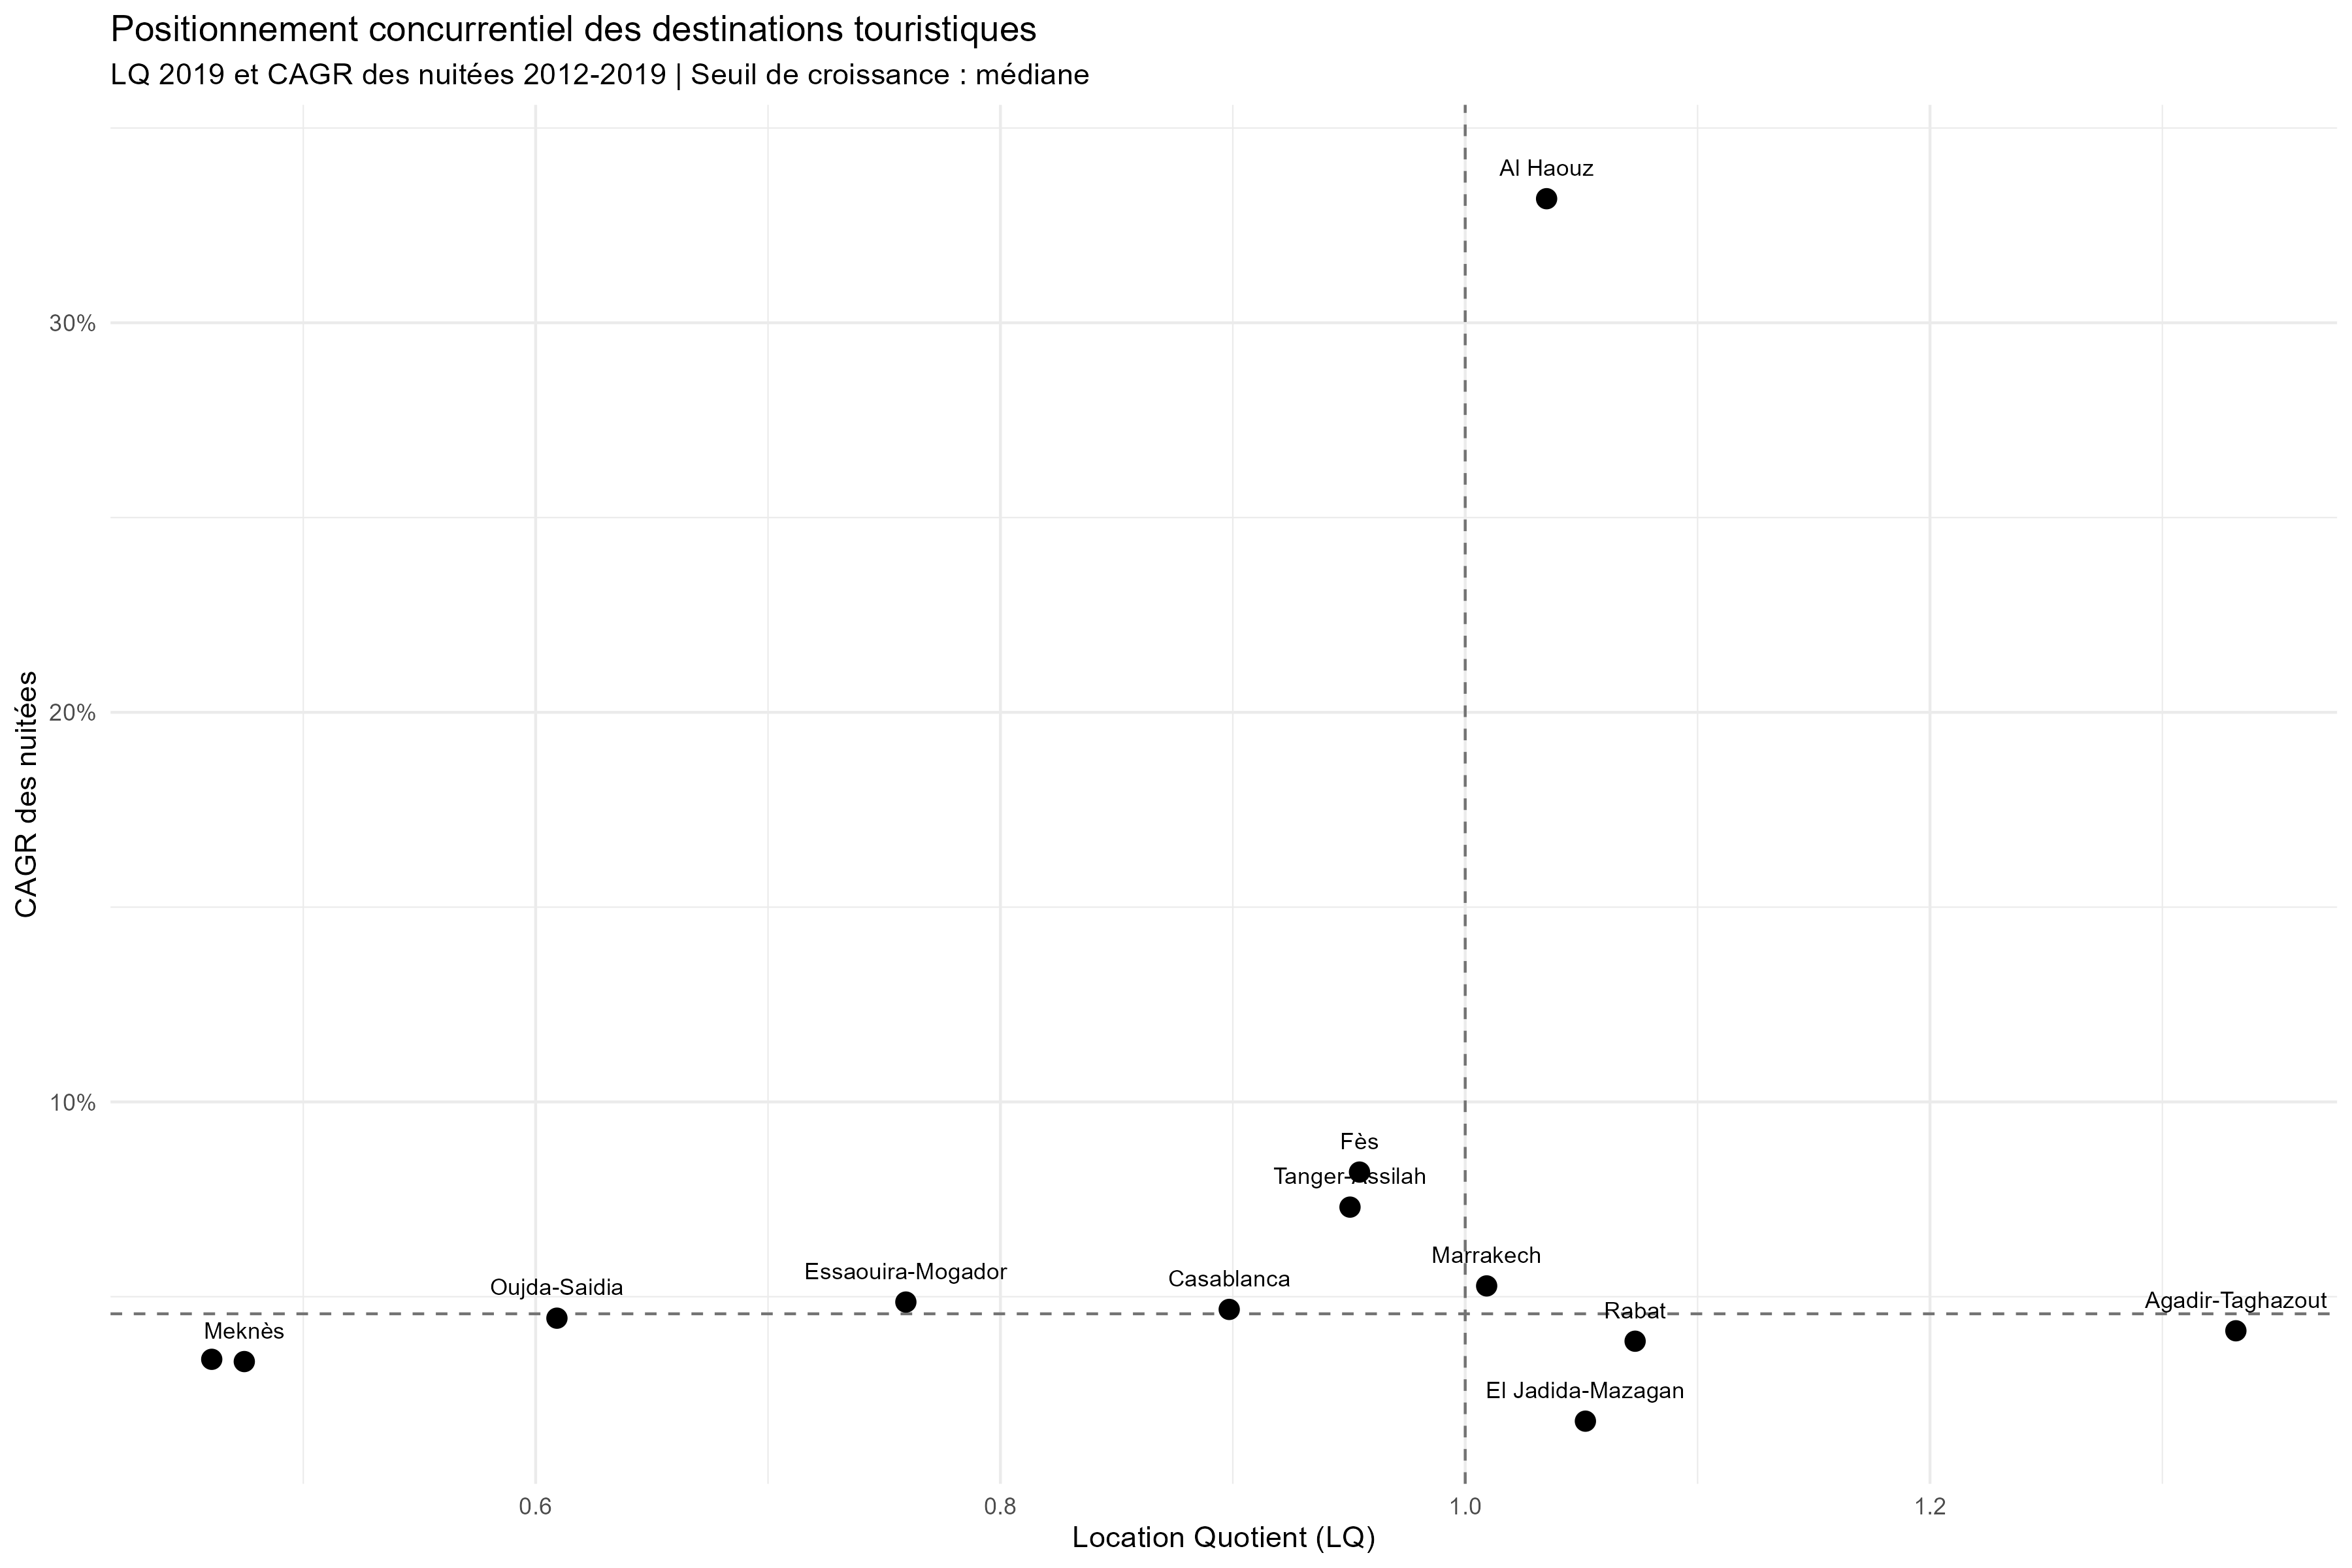 Positionnement concurrentiel des destinations touristiques
LQ 2019 et CAGR des nuitées 2012-2019 | Seuil de croissance : médiane
Al Haouz
30%
CAGR des nuitées
20%
10%
Fès
Tanger-Assilah
Marrakech
Essaouira-Mogador
Casablanca
Oujda-Saidia
Agadir-Taghazout
Rabat
Meknès
El Jadida-Mazagan
0.6
0.8
1.0
1.2
Location Quotient (LQ)